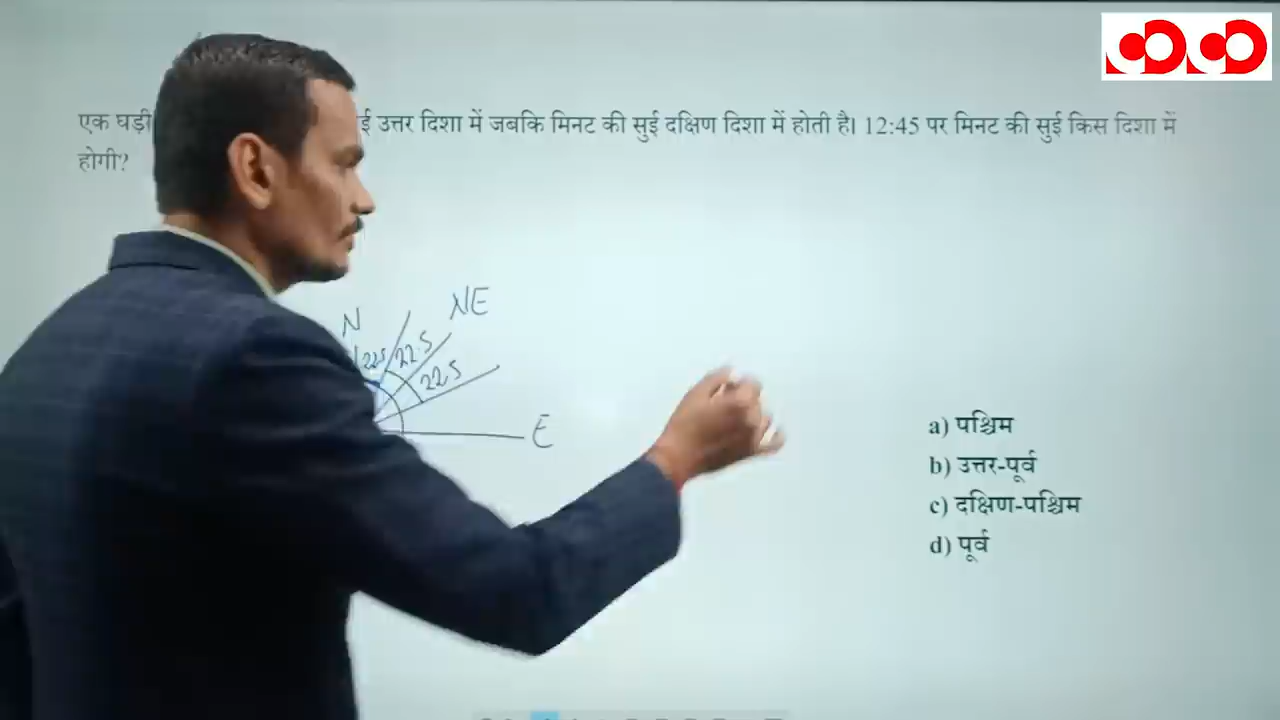 एक घड़ी
उत्तर दिशा में जबकि मिनट की सुई दक्षिण दिशा में होती है। 12:45 पर मिनट की सुई किस दिशा में
होगी?
N
NE
22.5
22.5
22.5
E
a) पश्चिम
b) उत्तर-पूर्व
c) दक्षिण-पश्चिम
d) पूर्व